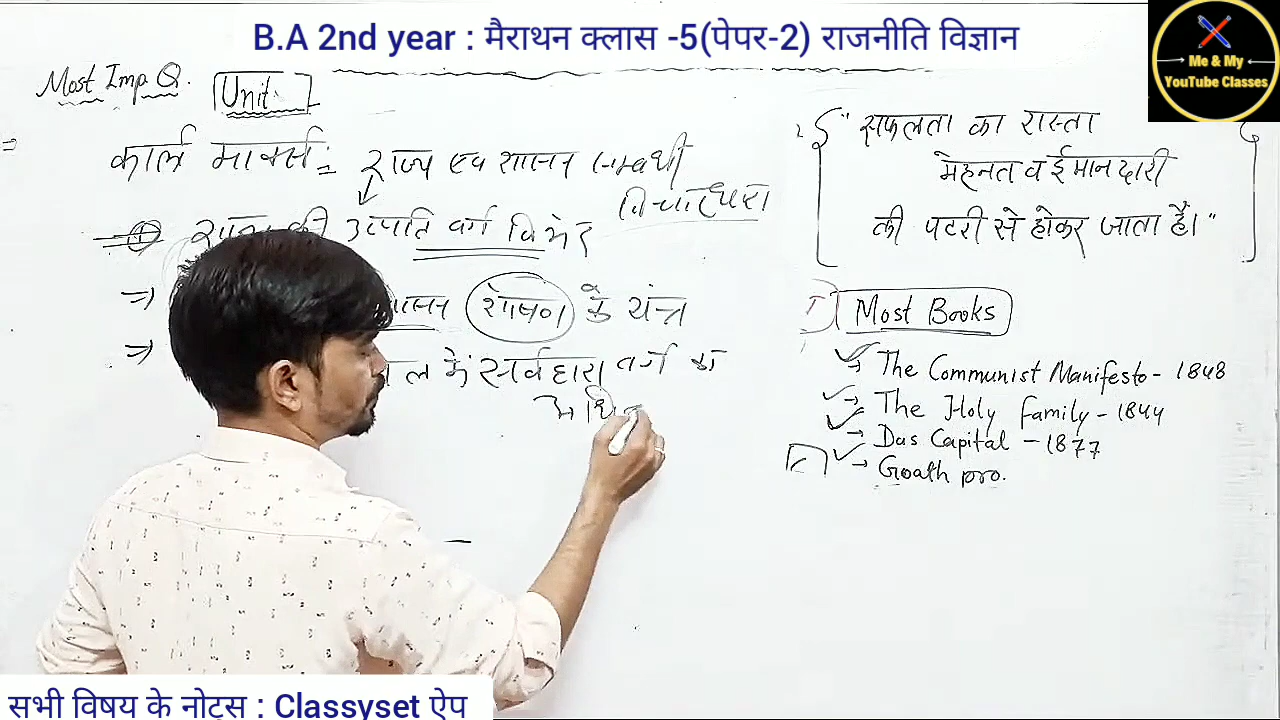 B.A 2nd year : मैराथन क्लास -5(पेपर-2) राजनीति विज्ञान
Me & My
YouTube Classes
Most Imp Q.
Unit
कार्ल मार्क्स = राज्य एव शासन सम्बंधी
विचारधारा
उत्पति वर्ग विभेद
शासन शोषण के यंत्र
के सर्वहारा वर्ग का
"सफलता का रास्ता
मेहनत व ईमानदारी
की पटरी से होकर जाता है।"
Most Books
→ The Communist Manifesto - 1848
→ The Holy Family - 1844
→ Das Capital - 1877
→ Goath pro.
सभी विषय के नोट्स : Classyset ऐप